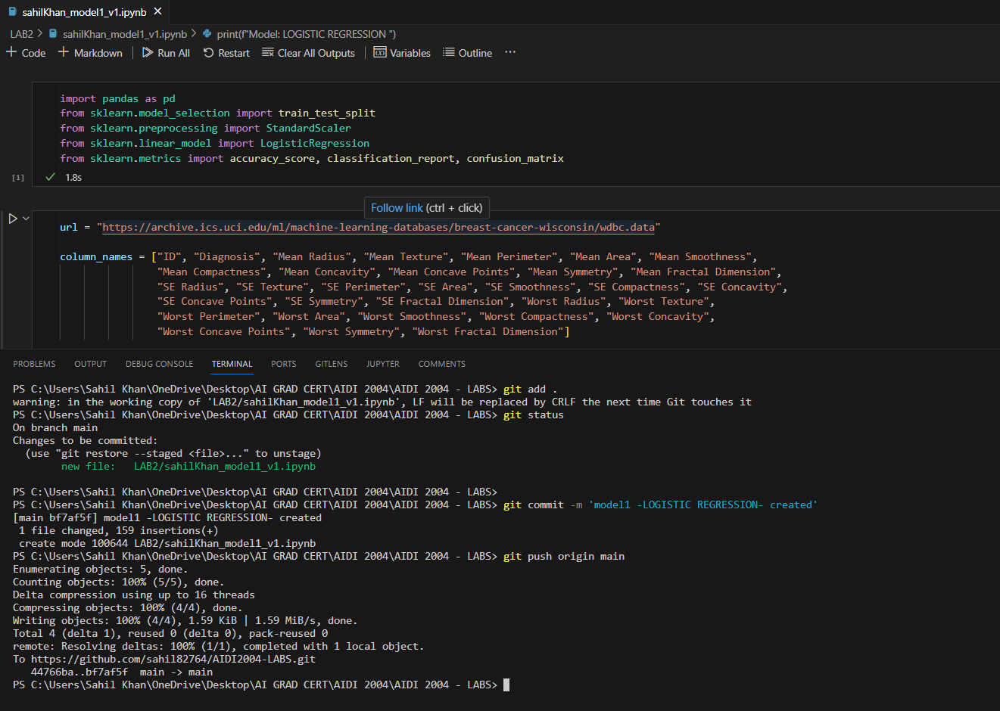 sahilKhan_model1_v1.ipynb
LAB2 > sahilKhan_model1_v1.ipynb > print(f"Model: LOGISTIC REGRESSION ")
+ Code + Markdown | Run All Restart Clear All Outputs | Variables Outline ...
import pandas as pd
from sklearn.model_selection import train_test_split
from sklearn.preprocessing import StandardScaler
from sklearn.linear_model import LogisticRegression
from sklearn.metrics import accuracy_score, classification_report, confusion_matrix
[1] 1.8s
Follow link (ctrl + click)
url = "https://archive.ics.uci.edu/ml/machine-learning-databases/breast-cancer-wisconsin/wdbc.data"
column_names = ["ID", "Diagnosis", "Mean Radius", "Mean Texture", "Mean Perimeter", "Mean Area", "Mean Smoothness",
"Mean Compactness", "Mean Concavity", "Mean Concave Points", "Mean Symmetry", "Mean Fractal Dimension",
"SE Radius", "SE Texture", "SE Perimeter", "SE Area", "SE Smoothness", "SE Compactness", "SE Concavity",
"SE Concave Points", "SE Symmetry", "SE Fractal Dimension", "Worst Radius", "Worst Texture",
"Worst Perimeter", "Worst Area", "Worst Smoothness", "Worst Compactness", "Worst Concavity",
"Worst Concave Points", "Worst Symmetry", "Worst Fractal Dimension"]
PROBLEMS OUTPUT DEBUG CONSOLE TERMINAL PORTS GITLENS JUPYTER COMMENTS
PS C:\Users\Sahil Khan\OneDrive\Desktop\AI GRAD CERT\AIDI 2004\AIDI 2004 - LABS> git add .
warning: in the working copy of 'LAB2/sahilKhan_model1_v1.ipynb', LF will be replaced by CRLF the next time Git touches it
PS C:\Users\Sahil Khan\OneDrive\Desktop\AI GRAD CERT\AIDI 2004\AIDI 2004 - LABS> git status
On branch main
Changes to be committed:
(use "git restore --staged <file>..." to unstage)
new file: LAB2/sahilKhan_model1_v1.ipynb
PS C:\Users\Sahil Khan\OneDrive\Desktop\AI GRAD CERT\AIDI 2004\AIDI 2004 - LABS>
PS C:\Users\Sahil Khan\OneDrive\Desktop\AI GRAD CERT\AIDI 2004\AIDI 2004 - LABS> git commit -m 'model1 -LOGISTIC REGRESSION- created'
[main bf7af5f] model1 -LOGISTIC REGRESSION- created
1 file changed, 159 insertions(+)
create mode 100644 LAB2/sahilKhan_model1_v1.ipynb
PS C:\Users\Sahil Khan\OneDrive\Desktop\AI GRAD CERT\AIDI 2004\AIDI 2004 - LABS> git push origin main
Enumerating objects: 5, done.
Counting objects: 100% (5/5), done.
Delta compression using up to 16 threads
Compressing objects: 100% (4/4), done.
Writing objects: 100% (4/4), 1.59 KiB | 1.59 MiB/s, done.
Total 4 (delta 1), reused 0 (delta 0), pack-reused 0
remote: Resolving deltas: 100% (1/1), completed with 1 local object.
To https://github.com/sahil82764/AIDI2004-LABS.git
44766ba..bf7af5f main -> main
PS C:\Users\Sahil Khan\OneDrive\Desktop\AI GRAD CERT\AIDI 2004\AIDI 2004 - LABS>